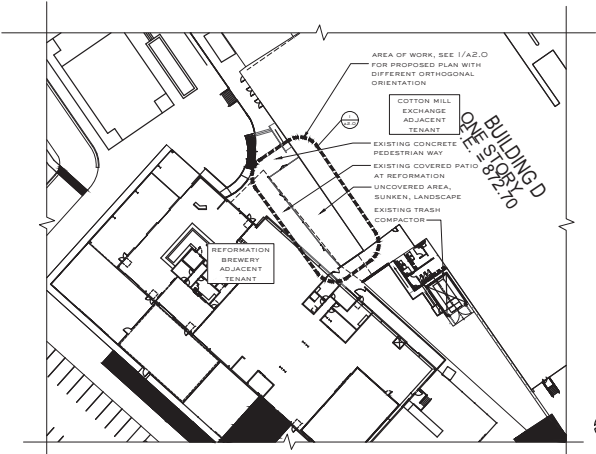 AREA OF WORK, SEE 1/A2.0
FOR PROPOSED PLAN WITH
DIFFERENT ORTHOGONAL
ORIENTATION
COTTON MILL
EXCHANGE
ADJACENT
TENANT
BUILDING D
ONE STORY
F.E. = 872.70
EXISTING CONCRETE
PEDESTRIAN WAY
EXISTING COVERED PATIO
AT REFORMATION
UNCOVERED AREA,
SUNKEN, LANDSCAPE
EXISTING TRASH
COMPACTOR
REFORMATION
BREWERY
ADJACENT
TENANT